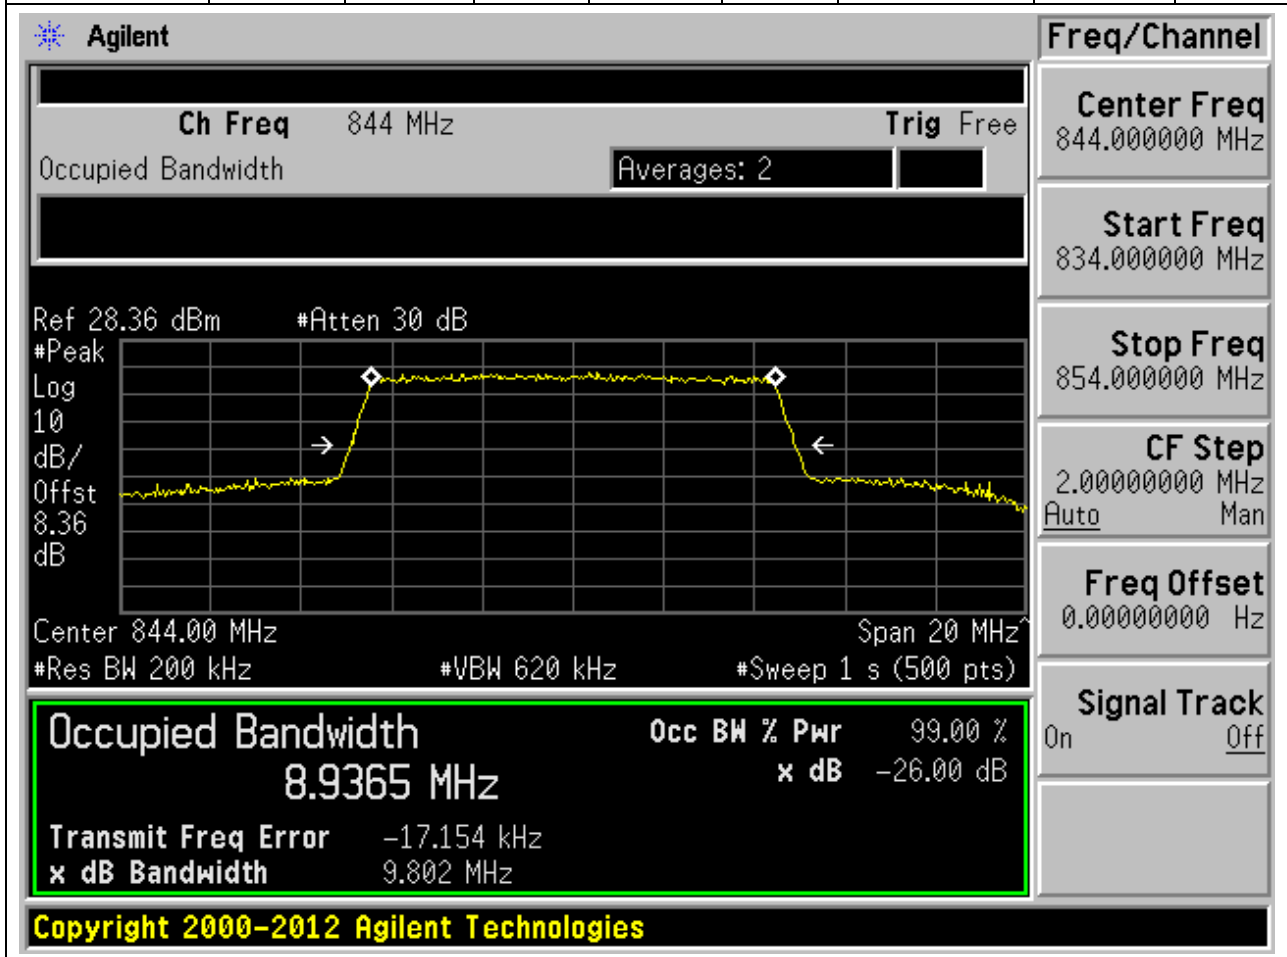 Agilent
Freq/Channel
Ch Freq 844 MHz Trig Free
Occupied Bandwidth Averages: 2
Center Freq
844.000000 MHz
Start Freq
834.000000 MHz
Stop Freq
854.000000 MHz
CF Step
2.00000000 MHz
Auto Man
Freq Offset
0.00000000 Hz
Signal Track
On Off
Ref 28.36 dBm #Atten 30 dB
#Peak
Log
10
dB/
Offst
8.36
dB
Center 844.00 MHz Span 20 MHz^
#Res BW 200 kHz #VBW 620 kHz #Sweep 1 s (500 pts)
Occupied Bandwidth Occ BW % Pwr 99.00 %
8.9365 MHz x dB -26.00 dB
Transmit Freq Error -17.154 kHz
x dB Bandwidth 9.802 MHz
Copyright 2000-2012 Agilent Technologies